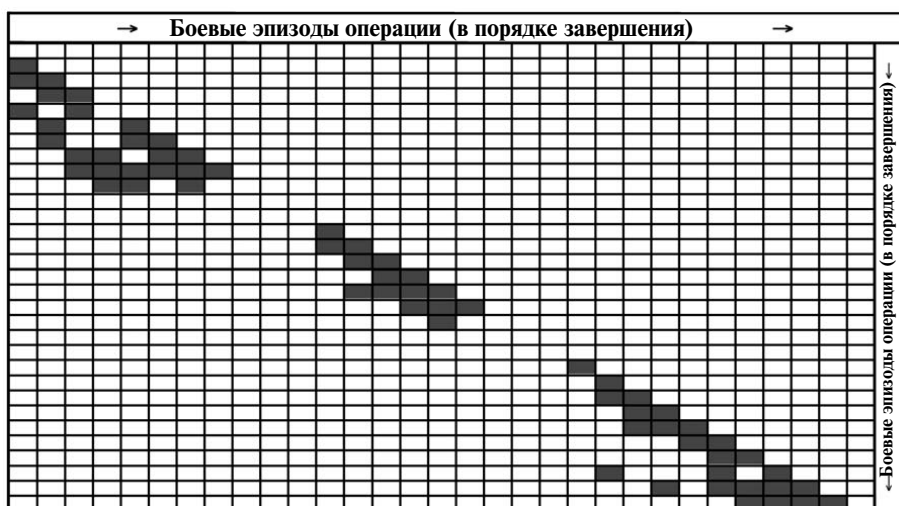 → Боевые эпизоды операции (в порядке завершения) →
←Боевые эпизоды операции (в порядке завершения) ←